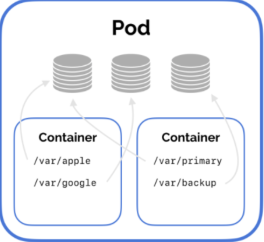 Pod
Container
/var/apple
/var/google
Container
/var/primary
/var/backup